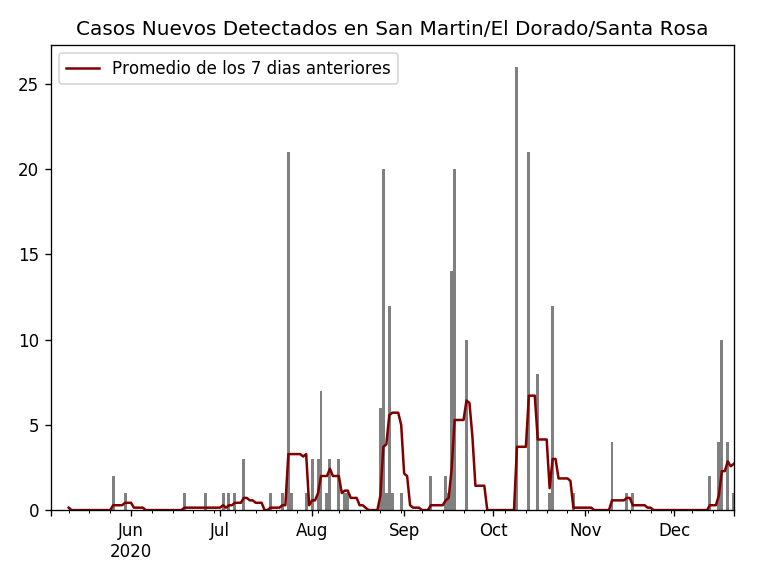 Casos Nuevos Detectados en San Martin/El Dorado/Santa Rosa
Promedio de los 7 dias anteriores
25
20
15
10
5
0
Jun Jul Aug Sep Oct Nov Dec
2020